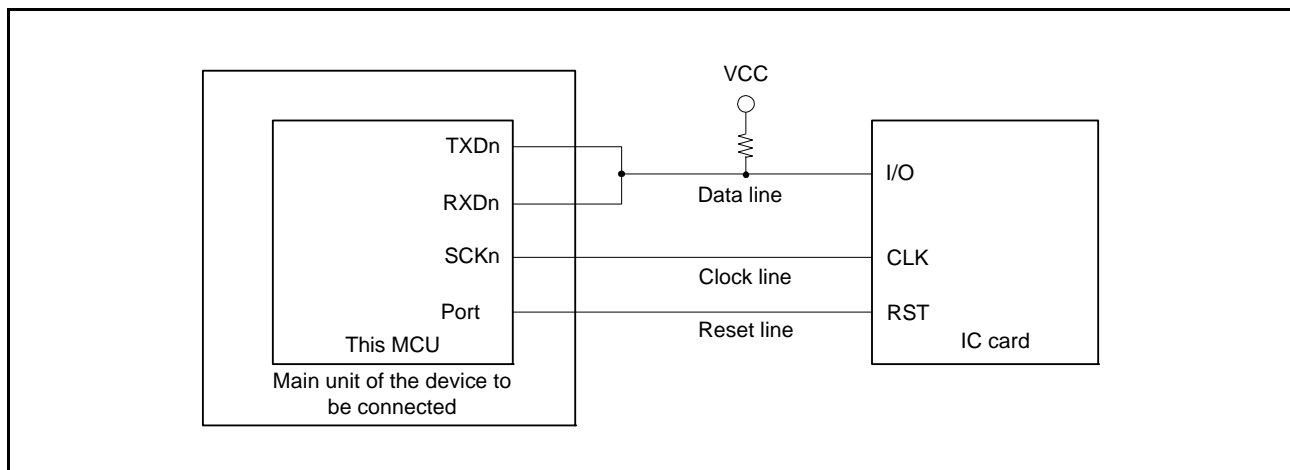 VCC
TXDn
RXDn
SCKn
Port
This MCU
Main unit of the device to
be connected
Data line
Clock line
Reset line
I/O
CLK
RST
IC card